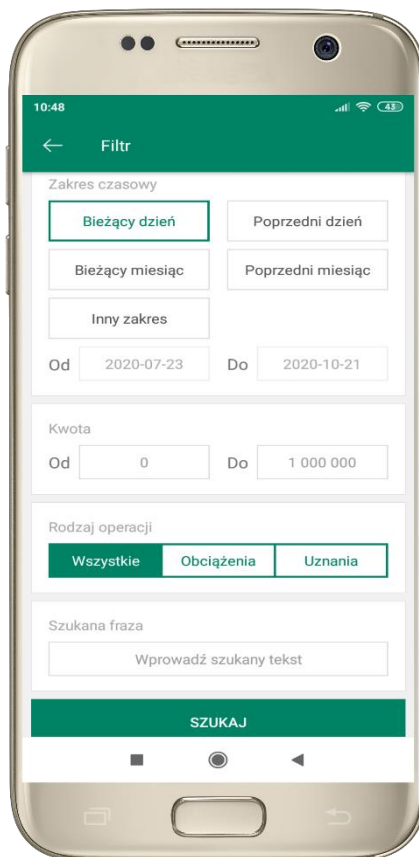 10:48
43
Filtr
Zakres czasowy
Bieżący dzień Poprzedni dzień
Bieżący miesiąc Poprzedni miesiąc
Inny zakres
Od 2020-07-23 Do 2020-10-21
Kwota
Od 0 Do 1 000 000
Rodzaj operacji
Wszystkie Obciążenia Uznania
Szukana fraza
Wprowadź szukany tekst
SZUKAJ